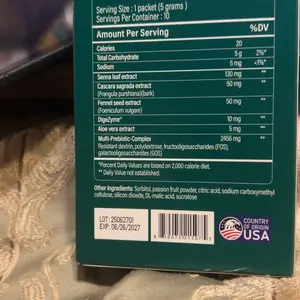 Serving Size : 1 packet (5 grams)
Servings Per Container : 10
Amount Per Serving %DV
Calories 20
Total Carbohydrate 5 g 2%*
Sodium 5 mg <1%*
Senna leaf extract 130 mg **
Cascara sagrada extract 50 mg **
(Frangula purshiana)(bark)
Fennel seed extract 50 mg **
(Foeniculum vulgare)
DigeZyme® 10 mg **
Aloe vera extract 5 mg **
Multi-Prebiotic-Complex 2456 mg **
Resistant dextrin, polydextrose, fructooligosaccharides (FOS),
galactooligosaccharides (GOS)
*Percent Daily Values are based on 2,000 calorie diet.
** Daily Value not established.
Other Ingredients: Sorbitol, passion fruit powder, citric acid, sodium carboxymethyl
cellulose, silicon dioxide, DL-malic acid, sucralose
LOT: 25062701
EXP: 06/26/2027
COUNTRY
OF ORIGIN
USA